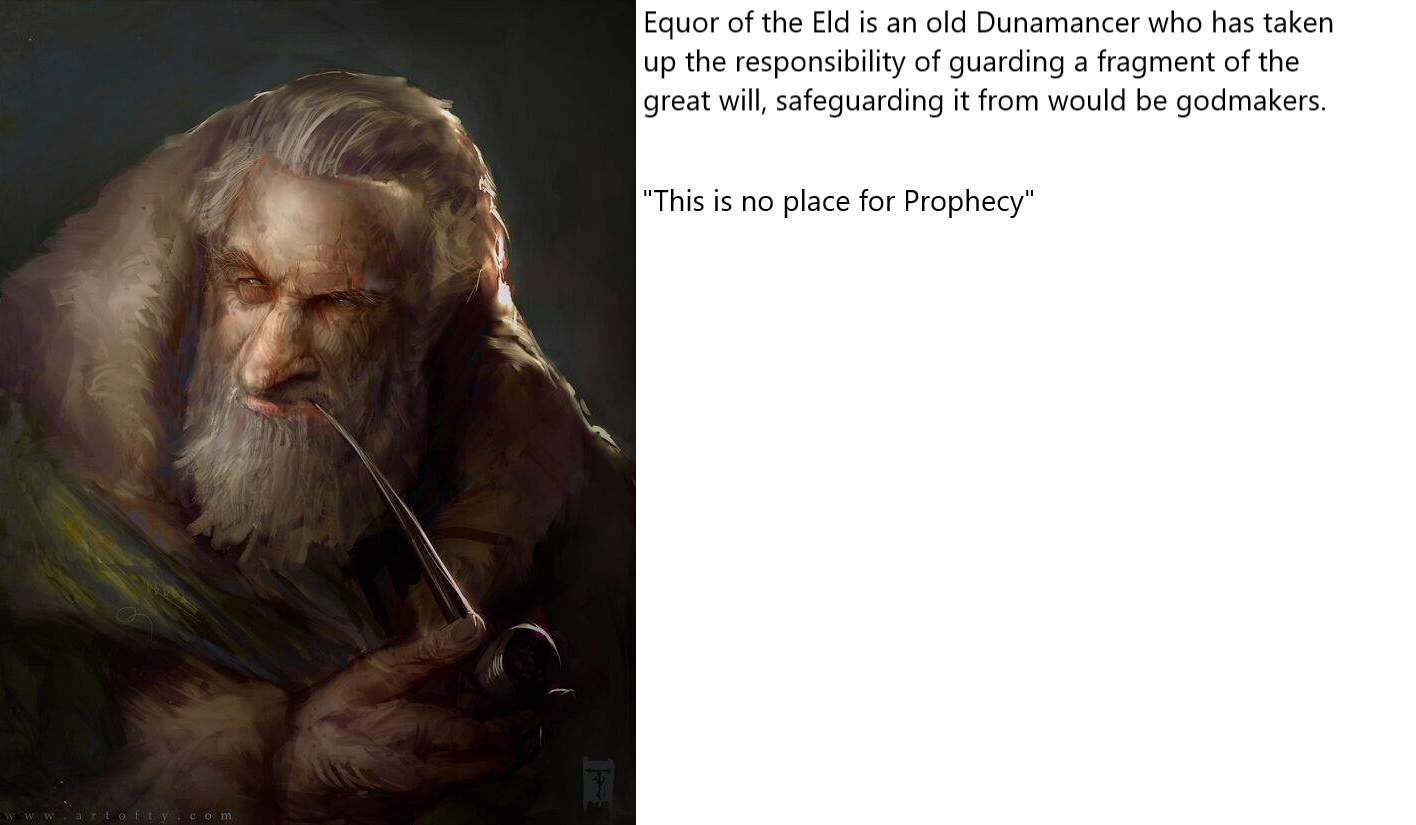 Equor of the Eld is an old Dunamancer who has taken
up the responsibility of guarding a fragment of the
great will, safeguarding it from would be godmakers.
"This is no place for Prophecy"
www.artofty.com